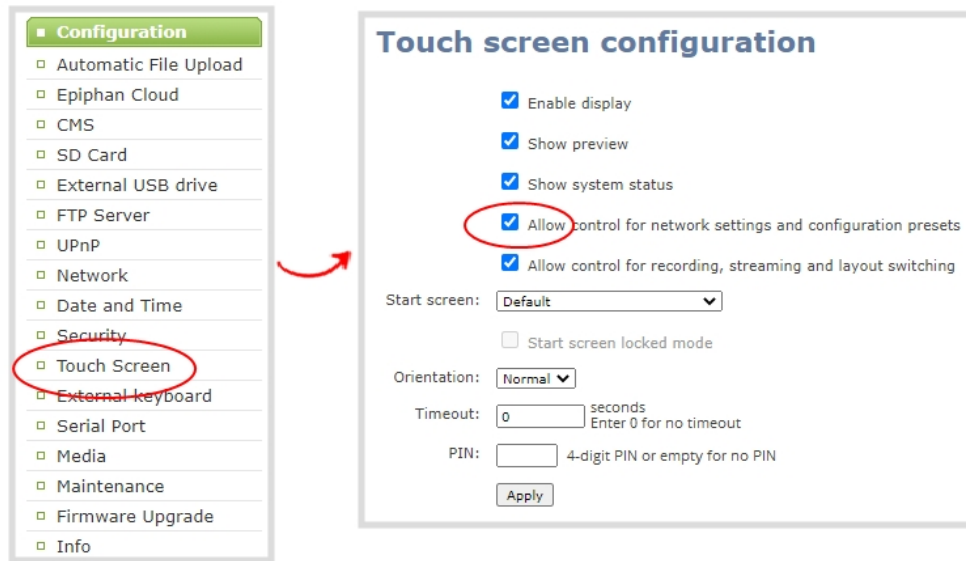 Configuration
Automatic File Upload
Epiphan Cloud
CMS
SD Card
External USB drive
FTP Server
UPnP
Network
Date and Time
Security
Touch Screen
External keyboard
Serial Port
Media
Maintenance
Firmware Upgrade
Info
Touch screen configuration
Enable display
Show preview
Show system status
Allow control for network settings and configuration presets
Allow control for recording, streaming and layout switching
Start screen: Default
Start screen locked mode
Orientation: Normal
Timeout: 0 seconds
Enter 0 for no timeout
PIN: 4-digit PIN or empty for no PIN
Apply